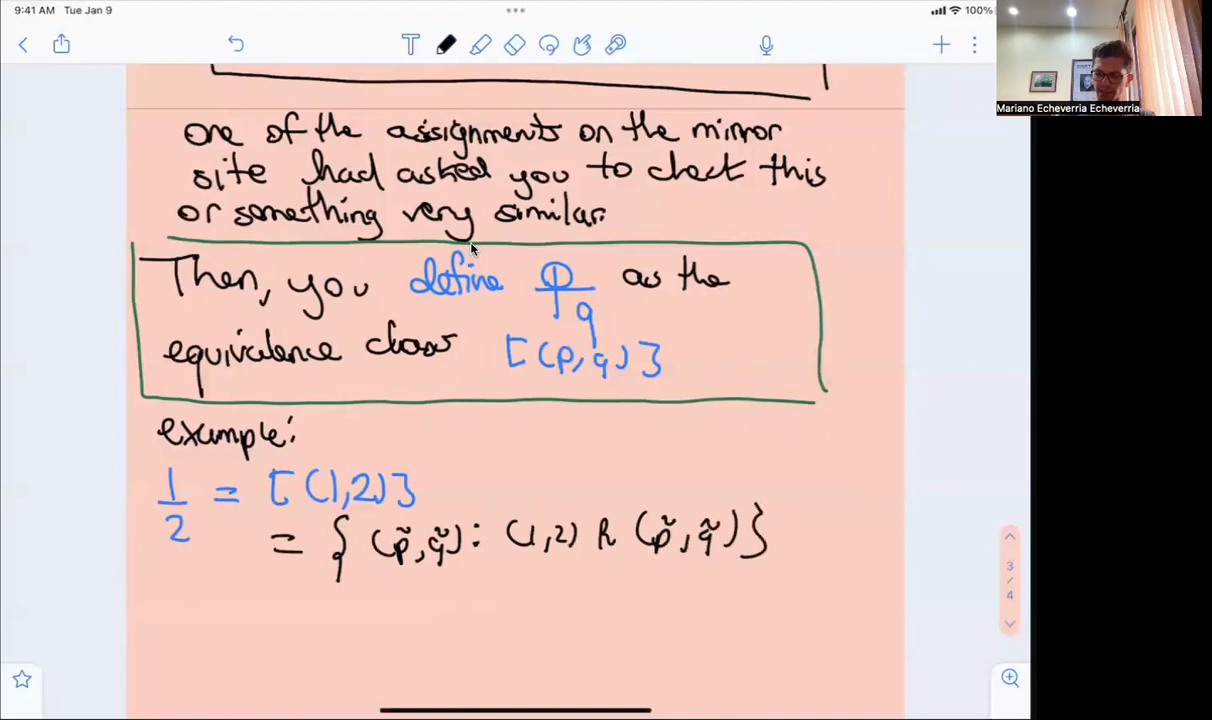 9:41 AM Tue Jan 9
100%
Mariano Echeverria Echeverria
one of the assignments on the mirror
site had asked you to check this
or something very similar.
Then, you define p/q as the
equivalence class [(p,q)]
example:
1/2 = [(1,2)]
= { (p̃,q̃): (1,2) R (p̃,q̃) }
3
/
4